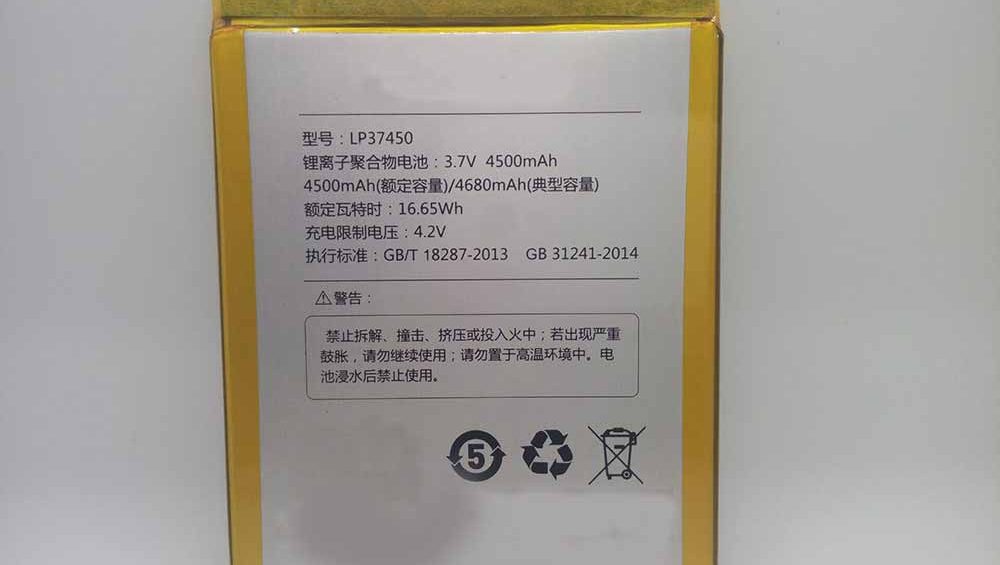 型号：LP37450
锂离子聚合物电池：3.7V 4500mAh
4500mAh(额定容量)/4680mAh(典型容量)
额定瓦特时：16.65Wh
充电限制电压：4.2V
执行标准：GB/T 18287-2013 GB 31241-2014
警告：
禁止拆解、撞击、挤压或投入火中；若出现严重
鼓胀，请勿继续使用；请勿置于高温环境中。电
池浸水后禁止使用。
5